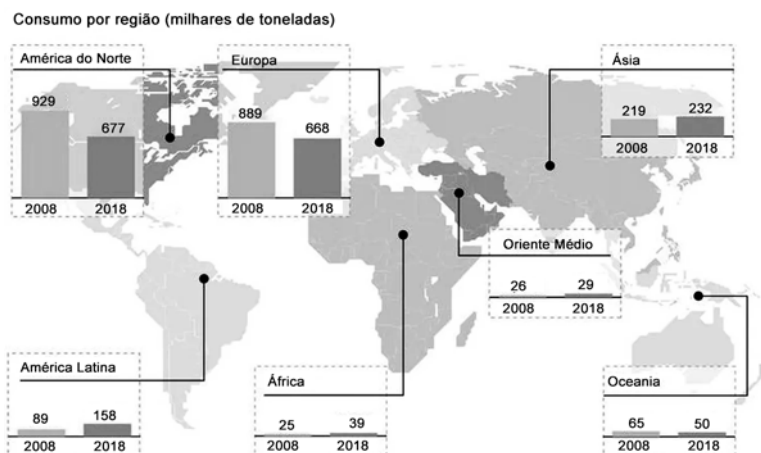 Consumo por região (milhares de toneladas)
América do Norte
929
677
2008 2018
Europa
889
668
2008 2018
Ásia
219 232
2008 2018
Oriente Médio
26 29
2008 2018
América Latina
89 158
2008 2018
África
25 39
2008 2018
Oceania
65 50
2008 2018